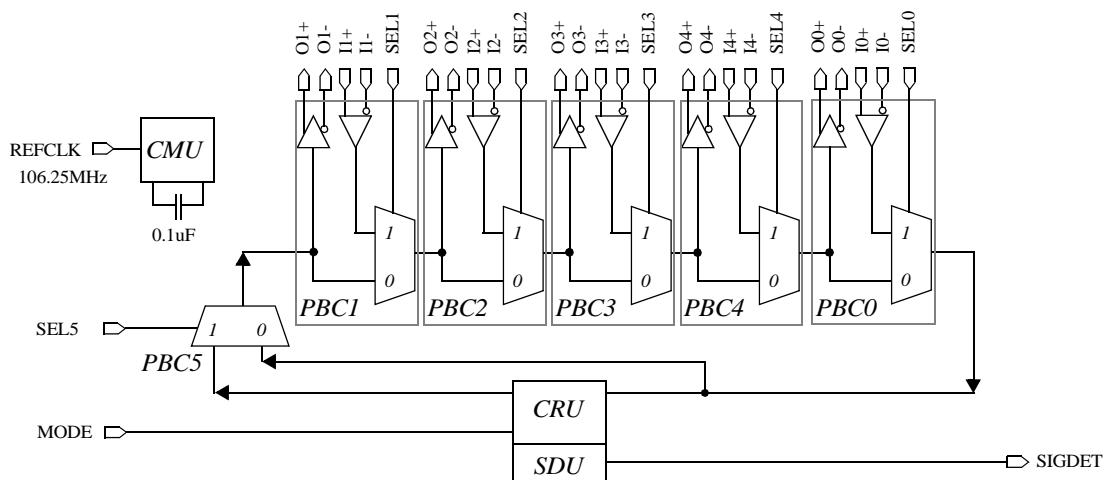 O1+ O1- I1+ I1- SEL1 O2+ O2- I2+ I2- SEL2 O3+ O3- I3+ I3- SEL3 O4+ O4- I4+ I4- SEL4 O0+ O0- I0+ I0- SEL0
REFCLK
106.25MHz
CMU
0.1uF
1
0
PBC1
1
0
PBC2
1
0
PBC3
1
0
PBC4
1
0
PBC0
SEL5
1 0
PBC5
CRU
MODE
SDU
SIGDET